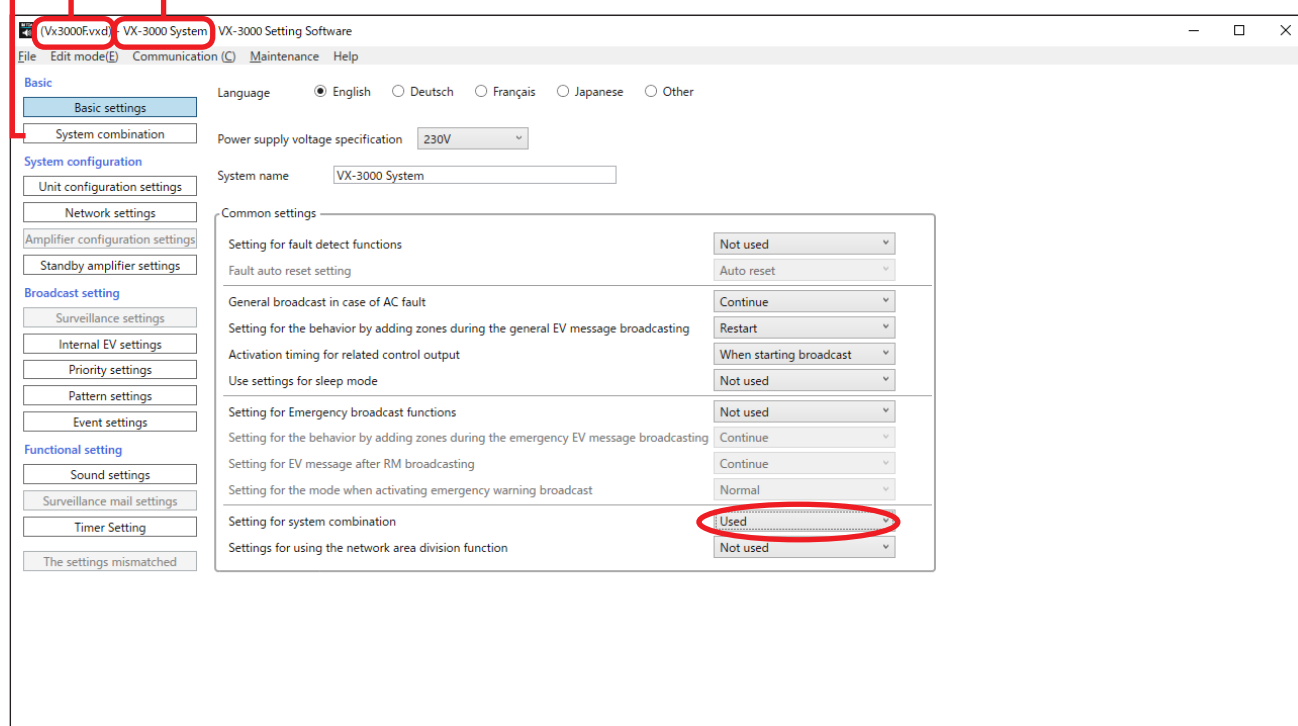 (Vx3000F.vxd) - VX-3000 System - VX-3000 Setting Software
File Edit mode(E) Communication (C) Maintenance Help
Basic
Basic settings
System combination
System configuration
Unit configuration settings
Network settings
Amplifier configuration settings
Standby amplifier settings
Broadcast setting
Surveillance settings
Internal EV settings
Priority settings
Pattern settings
Event settings
Functional setting
Sound settings
Surveillance mail settings
Timer Setting
The settings mismatched
Language English Deutsch Français Japanese Other
Power supply voltage specification 230V
System name VX-3000 System
Common settings
Setting for fault detect functions Not used
Fault auto reset setting Auto reset
General broadcast in case of AC fault Continue
Setting for the behavior by adding zones during the general EV message broadcasting Restart
Activation timing for related control output When starting broadcast
Use settings for sleep mode Not used
Setting for Emergency broadcast functions Not used
Setting for the behavior by adding zones during the emergency EV message broadcasting Continue
Setting for EV message after RM broadcasting Continue
Setting for the mode when activating emergency warning broadcast Normal
Setting for system combination Used
Settings for using the network area division function Not used